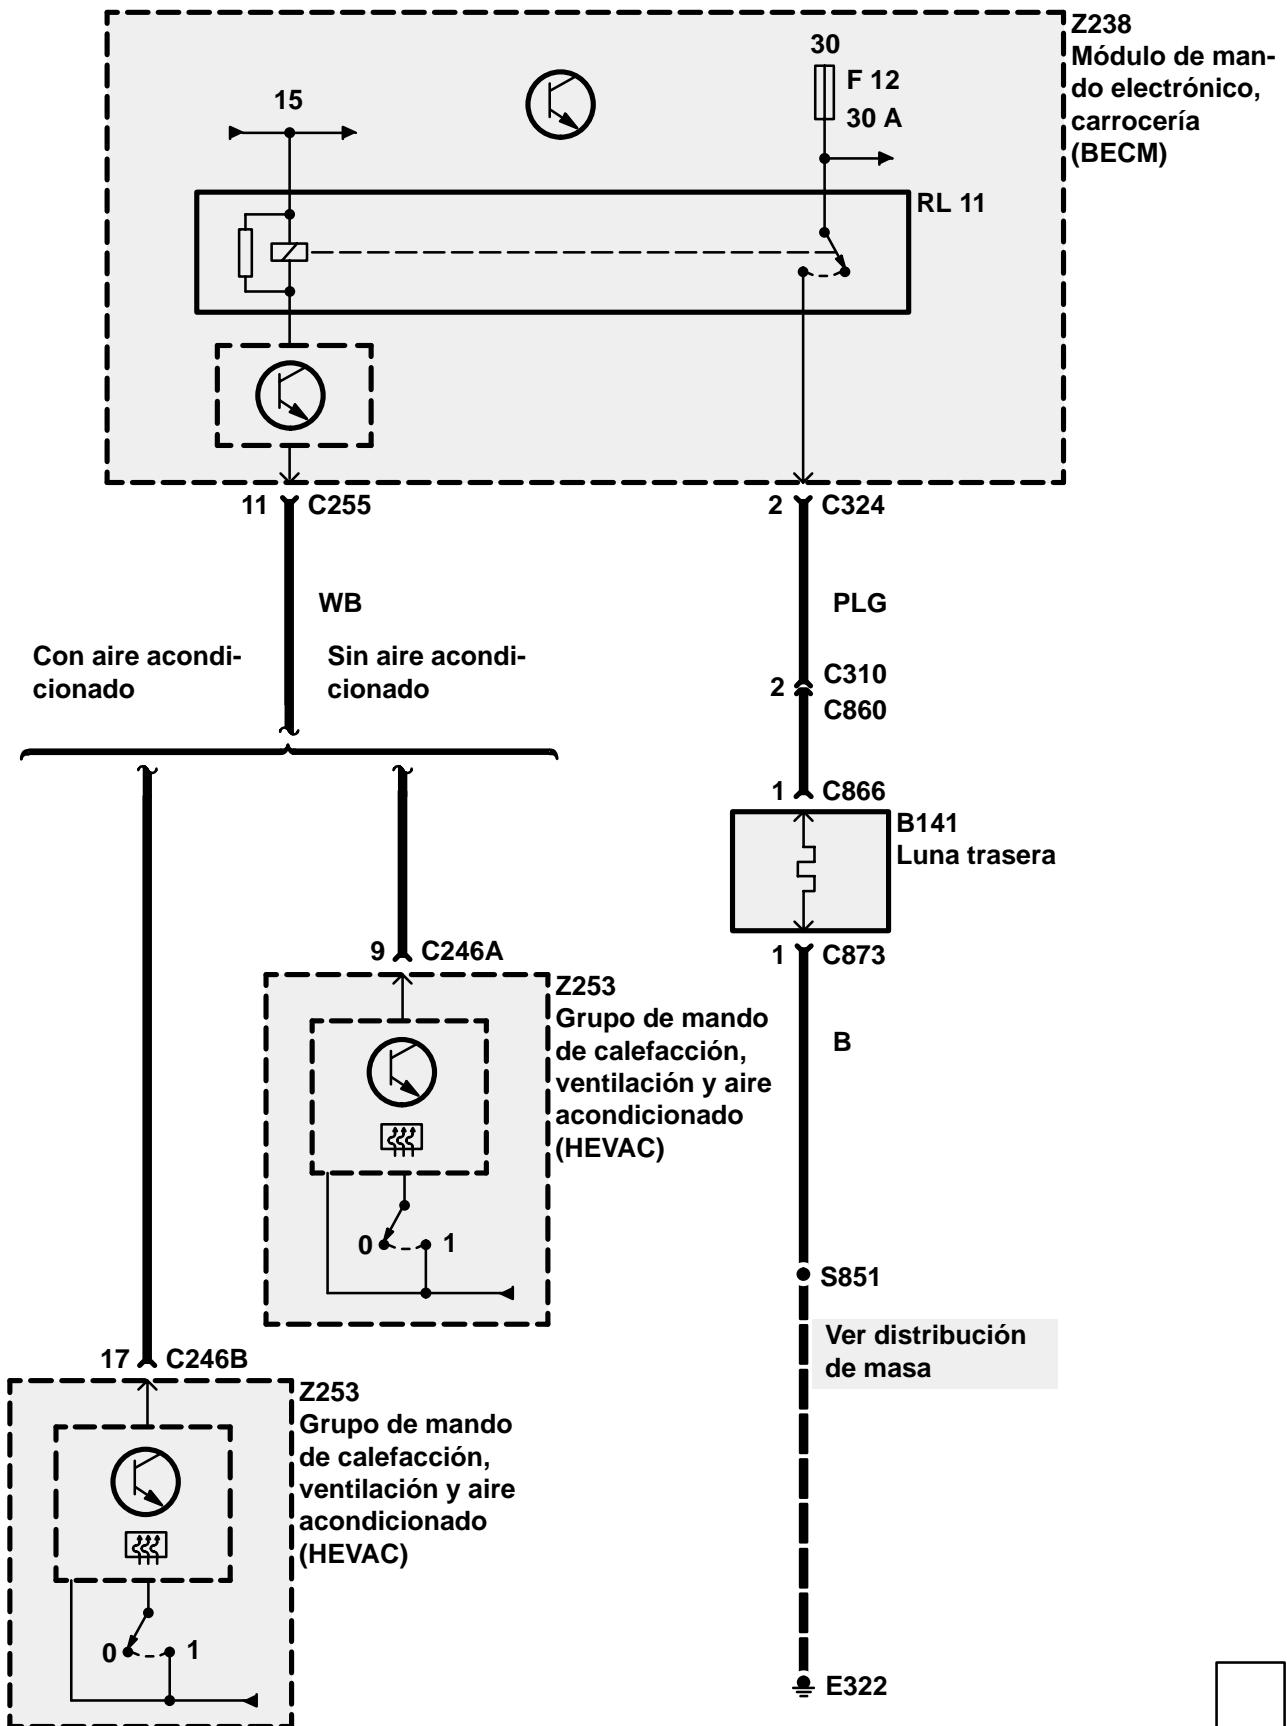 Z238
Módulo de man-
do electrónico,
carrocería
(BECM)
30
F 12
30 A
15
RL 11
11 C255
2 C324
WB
PLG
Con aire acondi-
cionado
Sin aire acondi-
cionado
2
C310
C860
1 C866
B141
Luna trasera
1 C873
9 C246A
Z253
Grupo de mando
de calefacción,
ventilación y aire
acondicionado
(HEVAC)
B
0 1
S851
Ver distribución
de masa
17 C246B
Z253
Grupo de mando
de calefacción,
ventilación y aire
acondicionado
(HEVAC)
0 1
E322